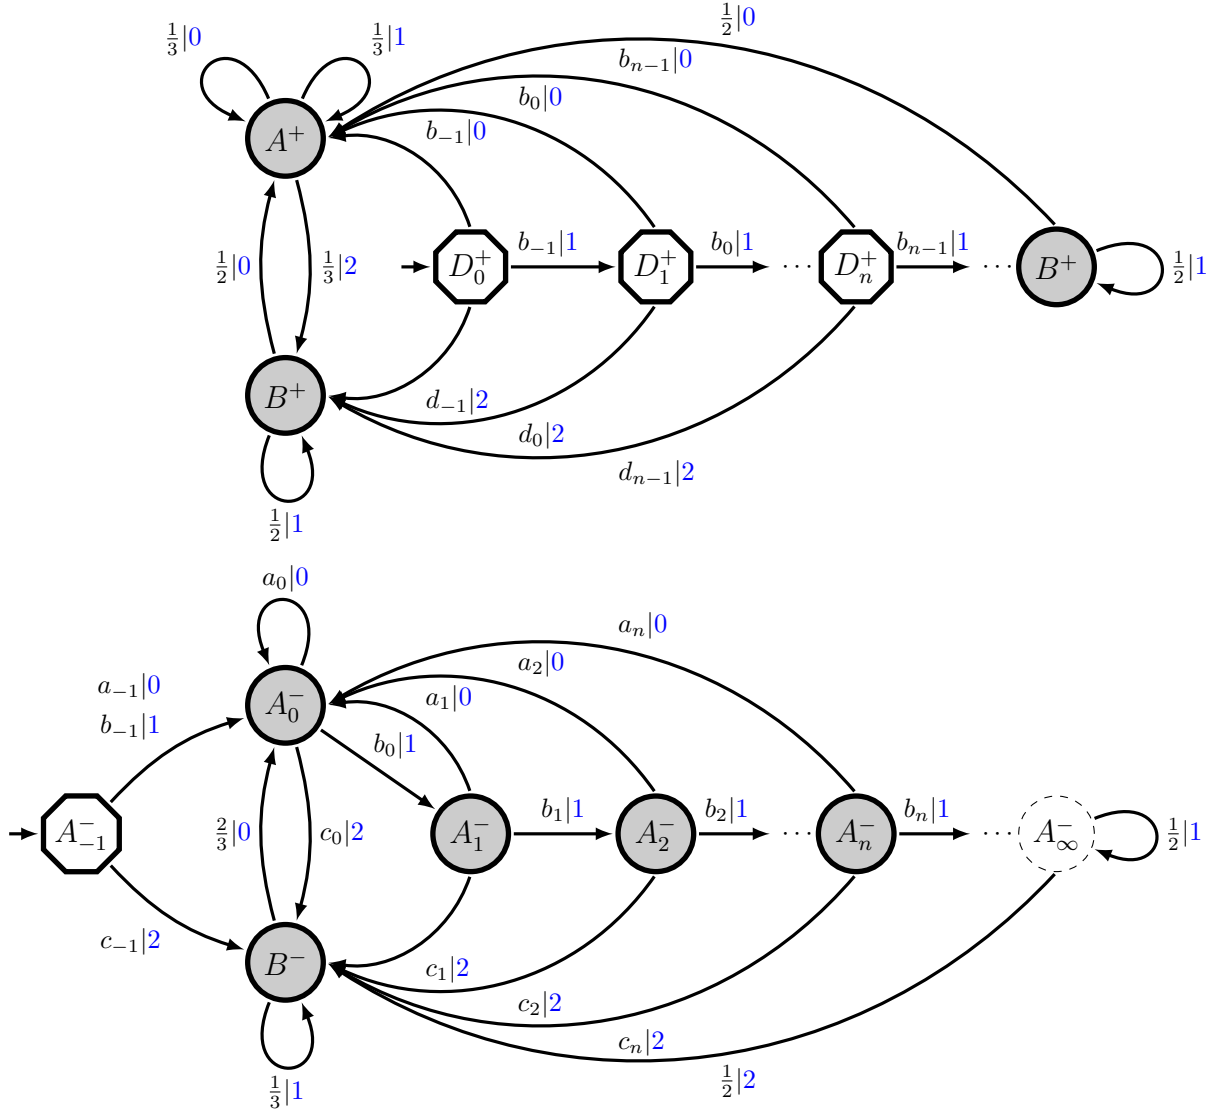 1/2|0
1/3|0
1/3|1
b_{n-1}|0
b_0|0
b_{-1}|0
A^+
1/2|0
1/3|2
D_0^+
b_{-1}|1
D_1^+
b_0|1
···
D_n^+
b_{n-1}|1
···
B^+
1/2|1
B^+
d_{-1}|2
d_0|2
d_{n-1}|2
1/2|1
a_0|0
a_n|0
a_2|0
a_1|0
a_{-1}|0
b_{-1}|1
A_0^-
b_0|1
A_{-1}^-
2/3|0
c_0|2
A_1^-
b_1|1
A_2^-
b_2|1
···
A_n^-
b_n|1
···
A_∞^-
1/2|1
c_{-1}|2
B^-
c_1|2
c_2|2
c_n|2
1/2|2
1/3|1